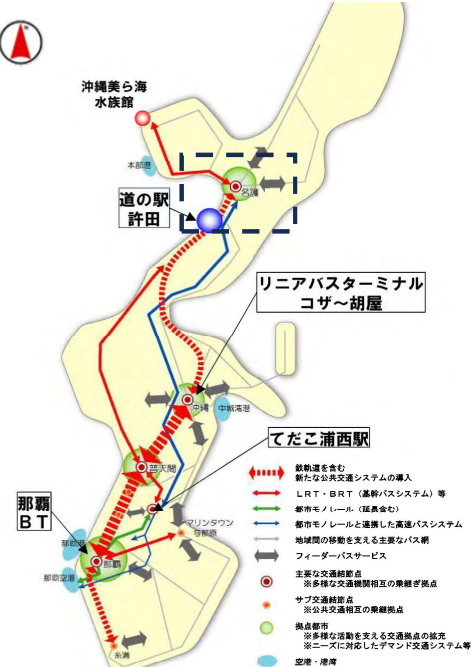 沖縄美ら海
水族館
本部港
名護
道の駅
許田
リニアバスターミナル
コザ～胡屋
沖縄
中城湾港
てだこ浦西駅
普天間
那覇
BT
マリンタウン
与那原
那覇港
那覇
那覇空港
糸満
鉄軌道を含む
新たな公共交通システムの導入
LRT・BRT（基幹バスシステム）等
都市モノレール（延長含む）
都市モノレールと連携した高速バスシステム
地域間の移動を支える主要なバス網
フィーダーバスサービス
主要な交通結節点
※多様な交通機関相互の乗継ぎ拠点
サブ交通結節点
※公共交通相互の乗継拠点
拠点都市
※多様な活動を支える交通拠点の拡充
※ニーズに対応したデマンド交通システム等
空港・港湾